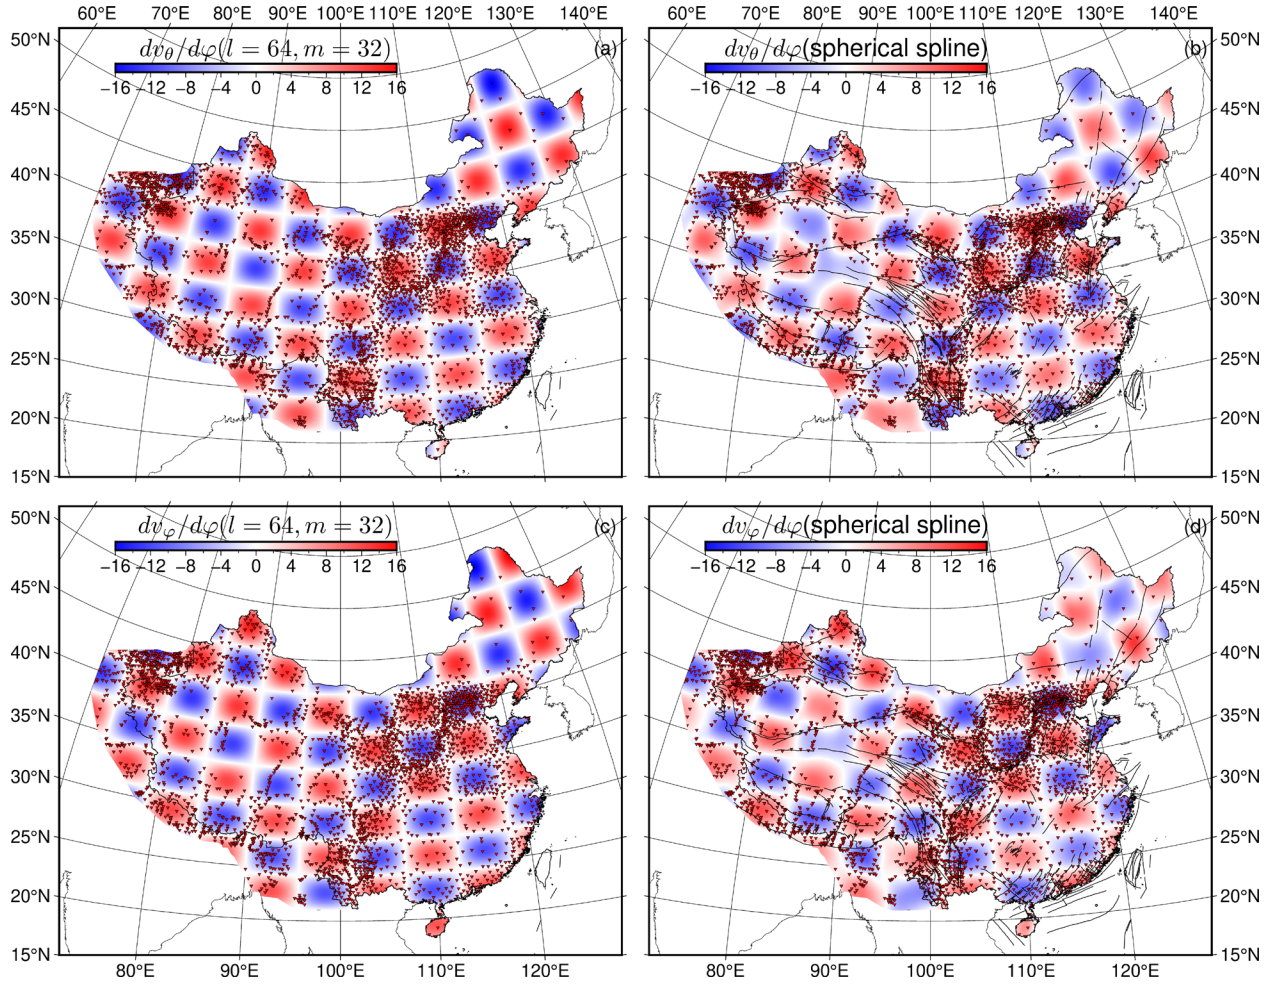 60°E 70°E 80°E 90°E 100°E 110°E 120°E 130°E 140°E 60°E 70°E 80°E 90°E 100°E 110°E 120°E 130°E 140°E
50°N dv_θ/dφ(l = 64, m = 32) (a) dv_θ/dφ(spherical spline) (b) 50°N
−16 −12 −8 −4 0 4 8 12 16 −16 −12 −8 −4 0 4 8 12 16
45°N 45°N
40°N 40°N
35°N 35°N
30°N 30°N
25°N 25°N
20°N 20°N
15°N 15°N
50°N dv_φ/dφ(l = 64, m = 32) (c) dv_φ/dφ(spherical spline) (d) 50°N
−16 −12 −8 −4 0 4 8 12 16 −16 −12 −8 −4 0 4 8 12 16
45°N 45°N
40°N 40°N
35°N 35°N
30°N 30°N
25°N 25°N
20°N 20°N
15°N 15°N
80°E 90°E 100°E 110°E 120°E 80°E 90°E 100°E 110°E 120°E